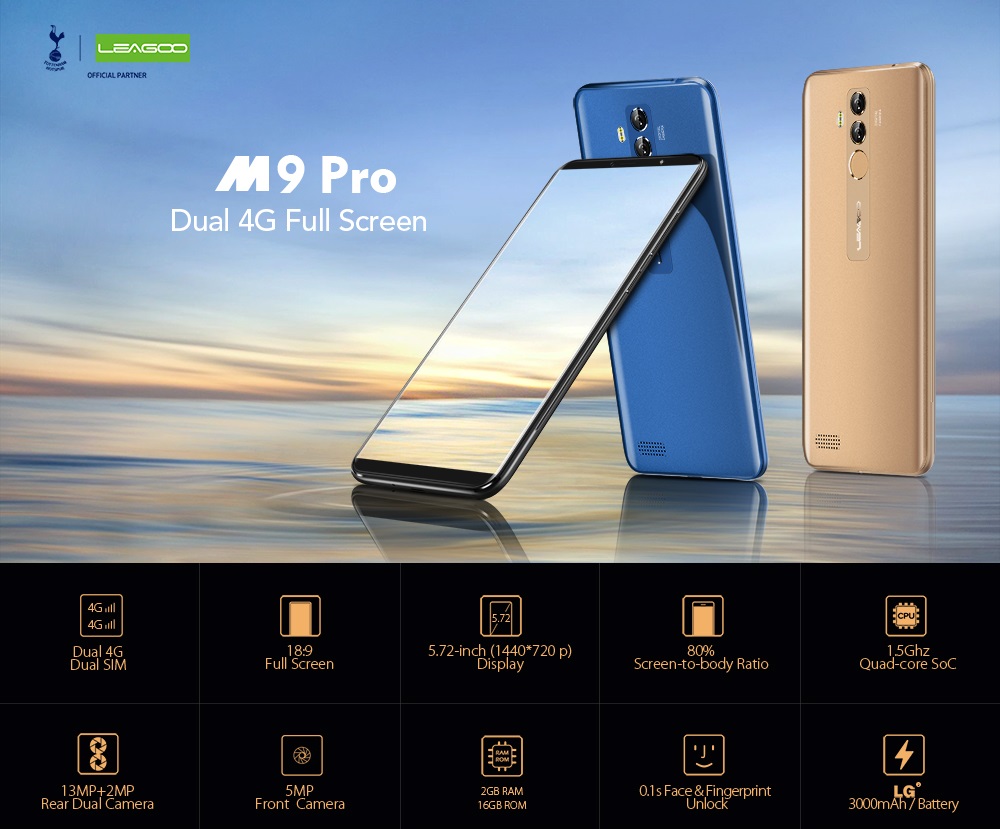 TOTTENHAM
HOTSPUR
LEAGOO
OFFICIAL PARTNER
M9 Pro
Dual 4G Full Screen
LEAGOO
4G
4G
Dual 4G
Dual SIM
18:9
Full Screen
5.72
5.72-inch (1440*720 p)
Display
80%
Screen-to-body Ratio
CPU
1.5Ghz
Quad-core SoC
13MP+2MP
Rear Dual Camera
5MP
Front Camera
RAM
ROM
2GB RAM
16GB ROM
0.1s Face & Fingerprint
Unlock
LG
3000mAh / Battery